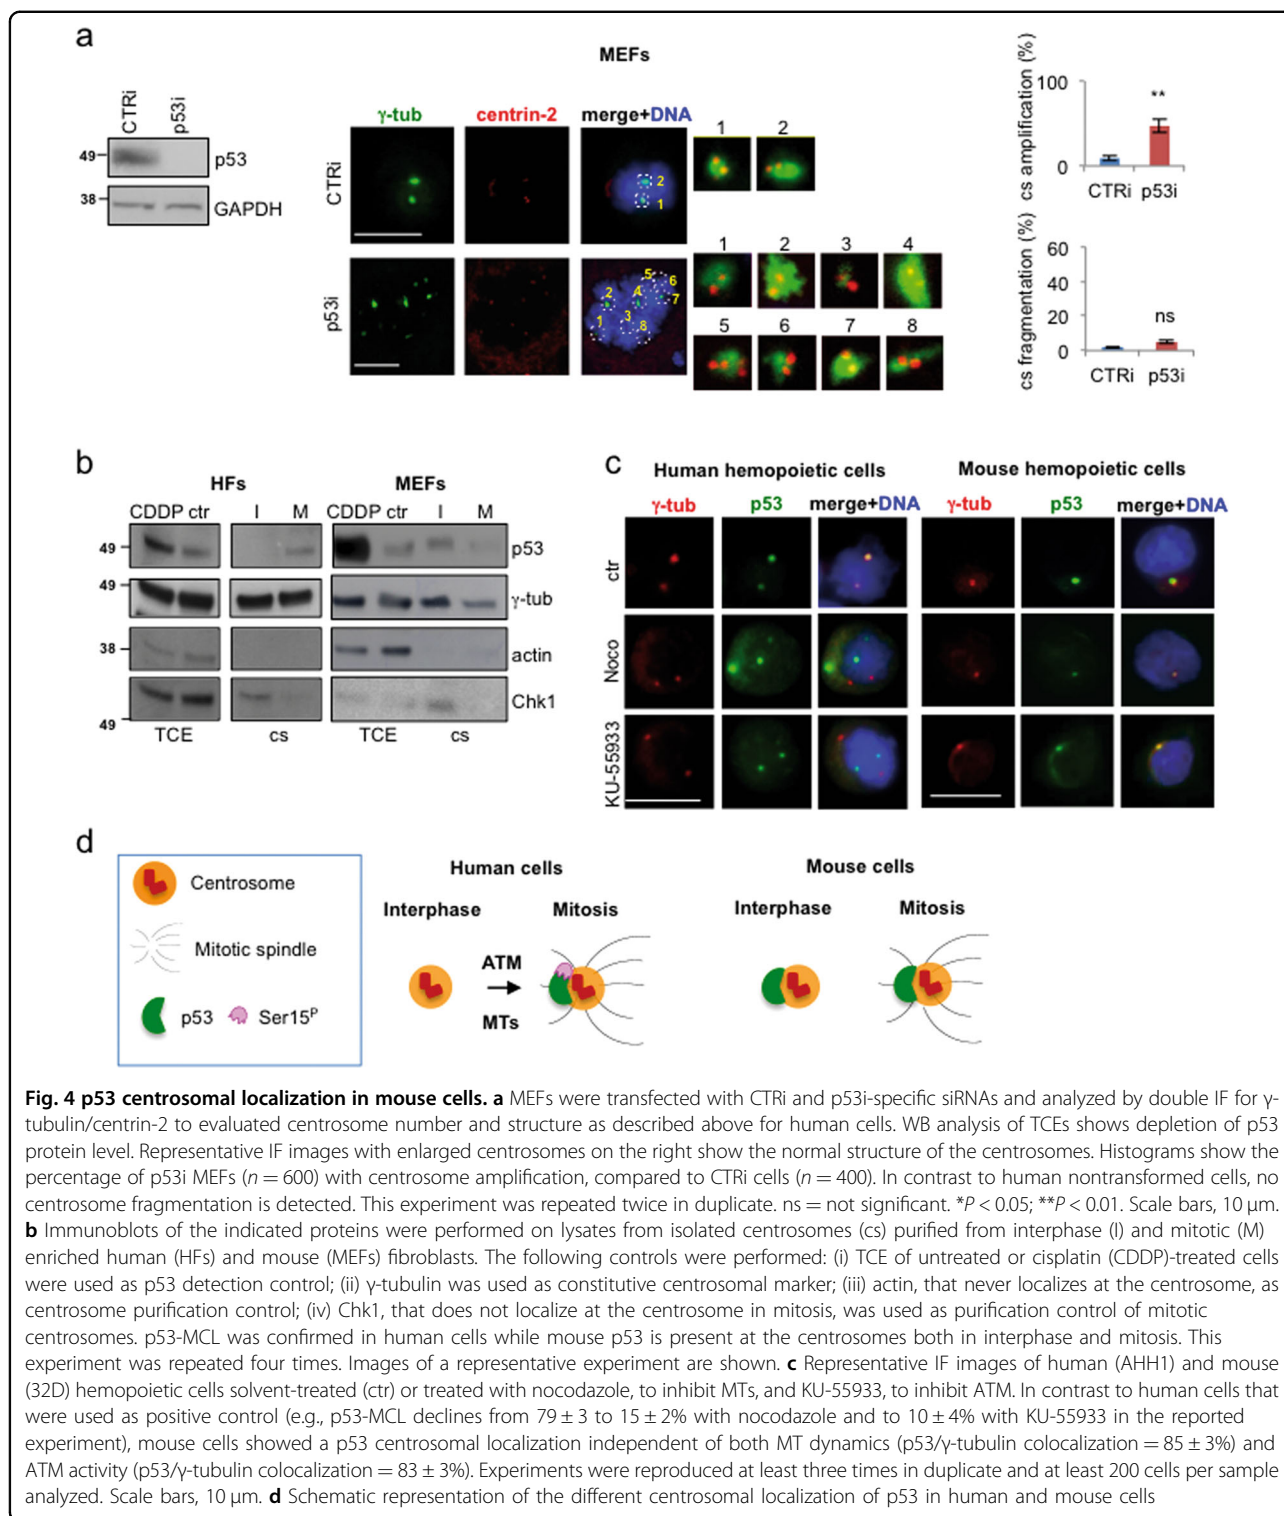 a
MEFs
CTRi
p53i
49
p53
38
GAPDH
γ-tub
centrin-2
merge+DNA
CTRi
2
1
1
2
p53i
5
6
2
4
7
1
3
8
1
2
3
4
5
6
7
8
cs amplification (%)
100
**
0
CTRi
p53i
cs fragmentation (%)
60
40
20
ns
0
CTRi
p53i
b
HFs
MEFs
CDDP ctr
I
M
CDDP ctr
I
M
49
p53
49
γ-tub
38
actin
Chk1
49
TCE
cs
TCE
cs
c
Human hemopoietic cells
Mouse hemopoietic cells
γ-tub
p53
merge+DNA
γ-tub
p53
merge+DNA
ctr
Noco
KU-55933
d
Centrosome
Mitotic spindle
p53
Ser15ᴾ
Human cells
Mouse cells
Interphase
Mitosis
Interphase
Mitosis
ATM
MTs
Fig. 4 p53 centrosomal localization in mouse cells. a MEFs were transfected with CTRi and p53i-specific siRNAs and analyzed by double IF for γ-
tubulin/centrin-2 to evaluated centrosome number and structure as described above for human cells. WB analysis of TCEs shows depletion of p53
protein level. Representative IF images with enlarged centrosomes on the right show the normal structure of the centrosomes. Histograms show the
percentage of p53i MEFs (n = 600) with centrosome amplification, compared to CTRi cells (n = 400). In contrast to human nontransformed cells, no
centrosome fragmentation is detected. This experiment was repeated twice in duplicate. ns = not significant. *P < 0.05; **P < 0.01. Scale bars, 10 μm.
b Immunoblots of the indicated proteins were performed on lysates from isolated centrosomes (cs) purified from interphase (I) and mitotic (M)
enriched human (HFs) and mouse (MEFs) fibroblasts. The following controls were performed: (i) TCE of untreated or cisplatin (CDDP)-treated cells
were used as p53 detection control; (ii) γ-tubulin was used as constitutive centrosomal marker; (iii) actin, that never localizes at the centrosome, as
centrosome purification control; (iv) Chk1, that does not localize at the centrosome in mitosis, was used as purification control of mitotic
centrosomes. p53-MCL was confirmed in human cells while mouse p53 is present at the centrosomes both in interphase and mitosis. This
experiment was repeated four times. Images of a representative experiment are shown. c Representative IF images of human (AHH1) and mouse
(32D) hemopoietic cells solvent-treated (ctr) or treated with nocodazole, to inhibit MTs, and KU-55933, to inhibit ATM. In contrast to human cells that
were used as positive control (e.g., p53-MCL declines from 79 ± 3 to 15 ± 2% with nocodazole and to 10 ± 4% with KU-55933 in the reported
experiment), mouse cells showed a p53 centrosomal localization independent of both MT dynamics (p53/γ-tubulin colocalization = 85 ± 3%) and
ATM activity (p53/γ-tubulin colocalization = 83 ± 3%). Experiments were reproduced at least three times in duplicate and at least 200 cells per sample
analyzed. Scale bars, 10 μm. d Schematic representation of the different centrosomal localization of p53 in human and mouse cells